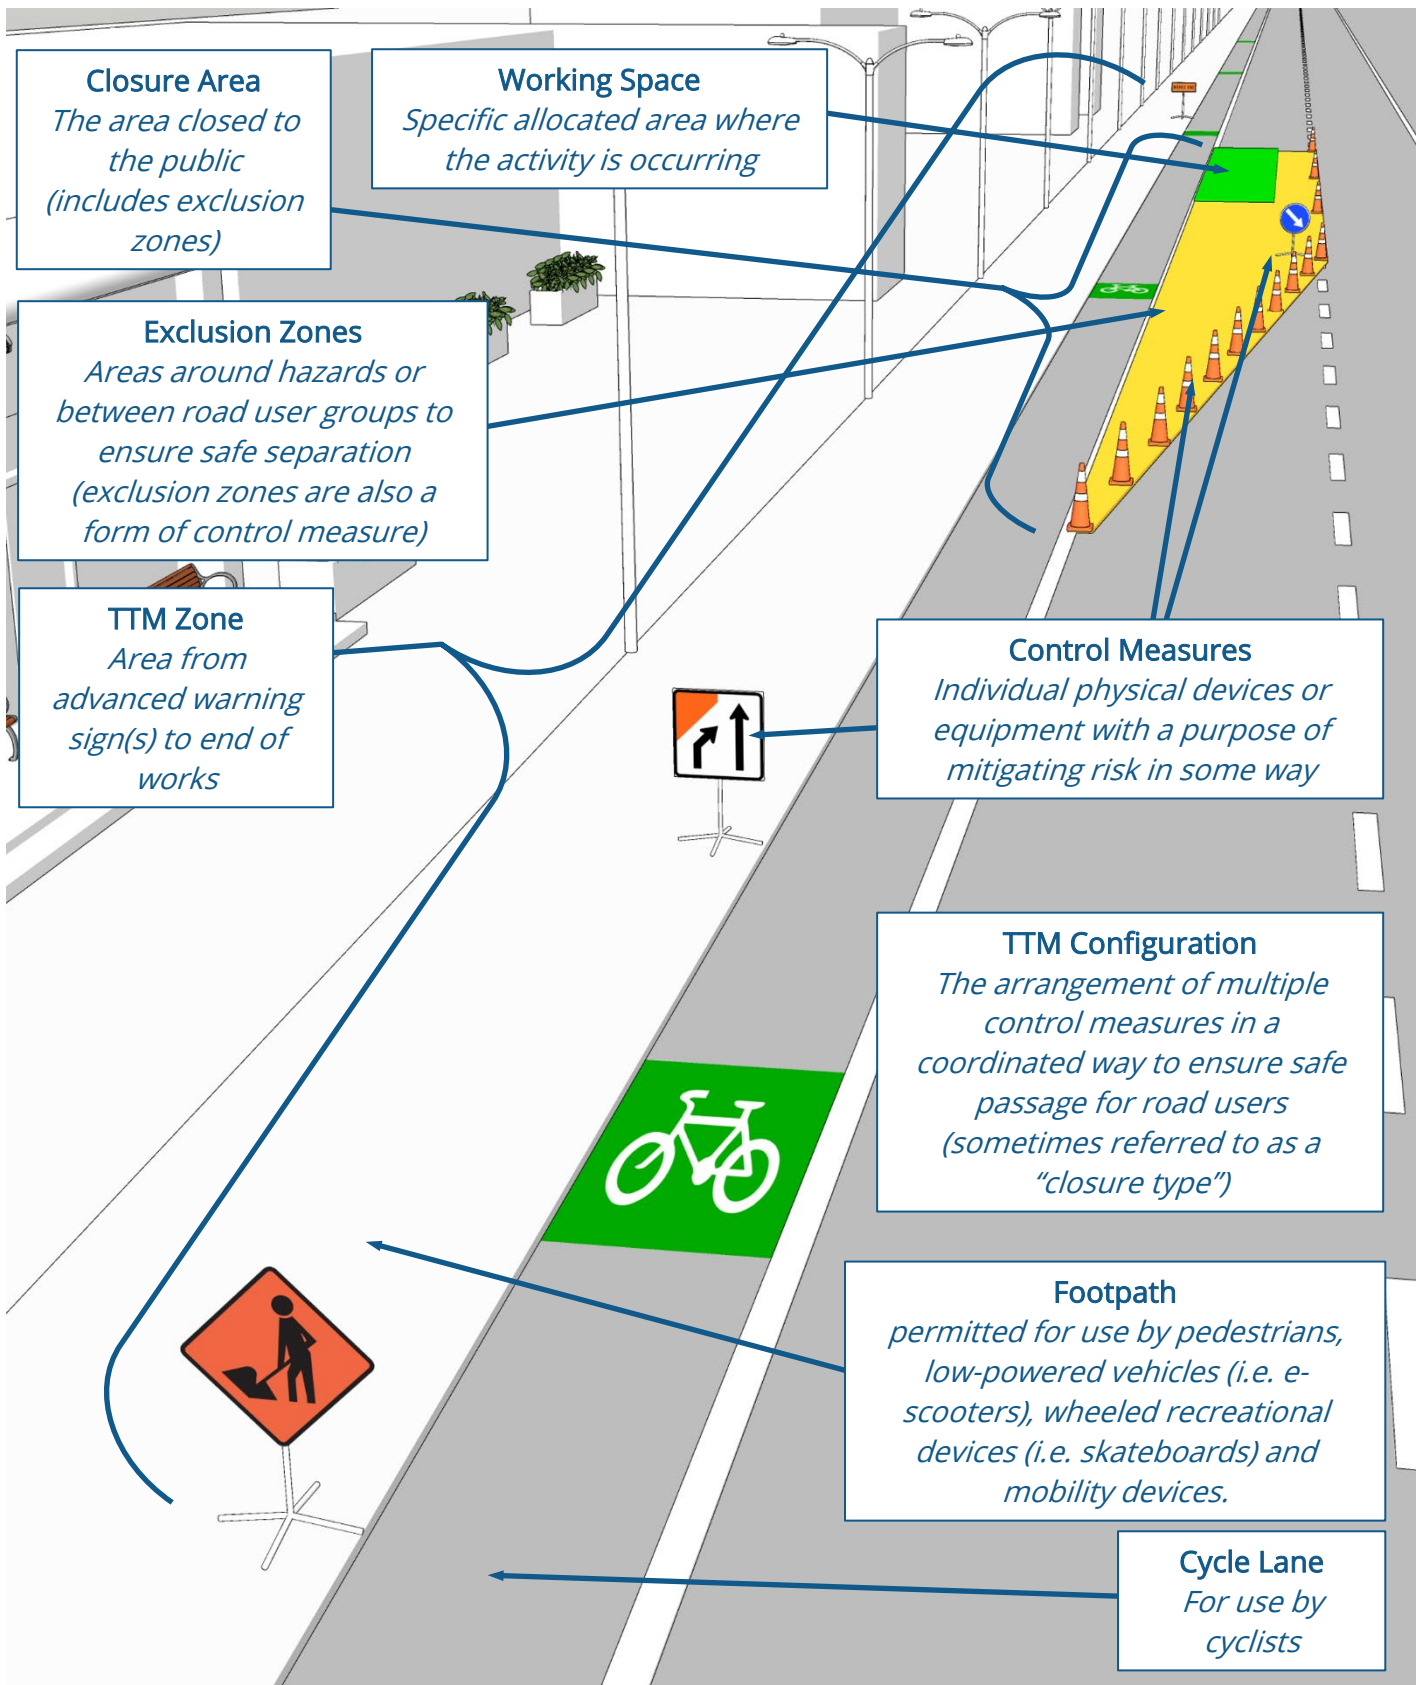 Closure Area
The area closed to
the public
(includes exclusion
zones)
Working Space
Specific allocated area where
the activity is occurring
Exclusion Zones
Areas around hazards or
between road user groups to
ensure safe separation
(exclusion zones are also a
form of control measure)
TTM Zone
Area from
advanced warning
sign(s) to end of
works
Control Measures
Individual physical devices or
equipment with a purpose of
mitigating risk in some way
TTM Configuration
The arrangement of multiple
control measures in a
coordinated way to ensure safe
passage for road users
(sometimes referred to as a
“closure type”)
Footpath
permitted for use by pedestrians,
low-powered vehicles (i.e. e-
scooters), wheeled recreational
devices (i.e. skateboards) and
mobility devices.
Cycle Lane
For use by
cyclists